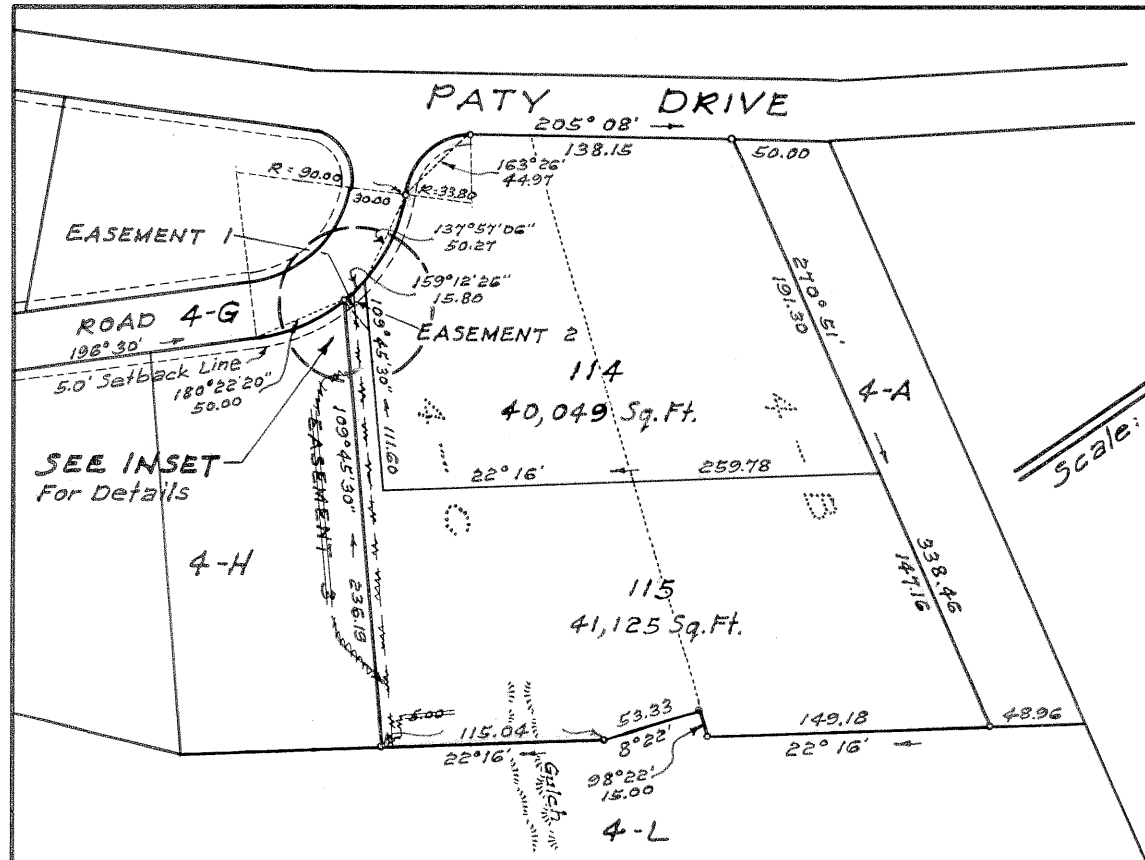 PATY DRIVE
205° 08'
138.15
50.00
163°26'
44.97
R = 90.00
30.00
R=33.80
EASEMENT 1
137°57'06"
50.27
159°12'26"
15.80
270°51'
191.30
ROAD 4-G
196°30'
EASEMENT 2
5.0' Setback Line
180°22'20"
50.00
109°45'30" 111.60
114
40,049 Sq.Ft.
4-A
Scale:
SEE INSET
For Details
EASEMENT 3
109°45'30" 236.19
4-C
4-B
22°16'
259.78
4-H
338.46
147.16
115
41,125 Sq.Ft.
5.00
115.04
22°16'
53.33
8°22'
149.18
22°16'
48.96
98°22'
15.00
Gulch
4-L